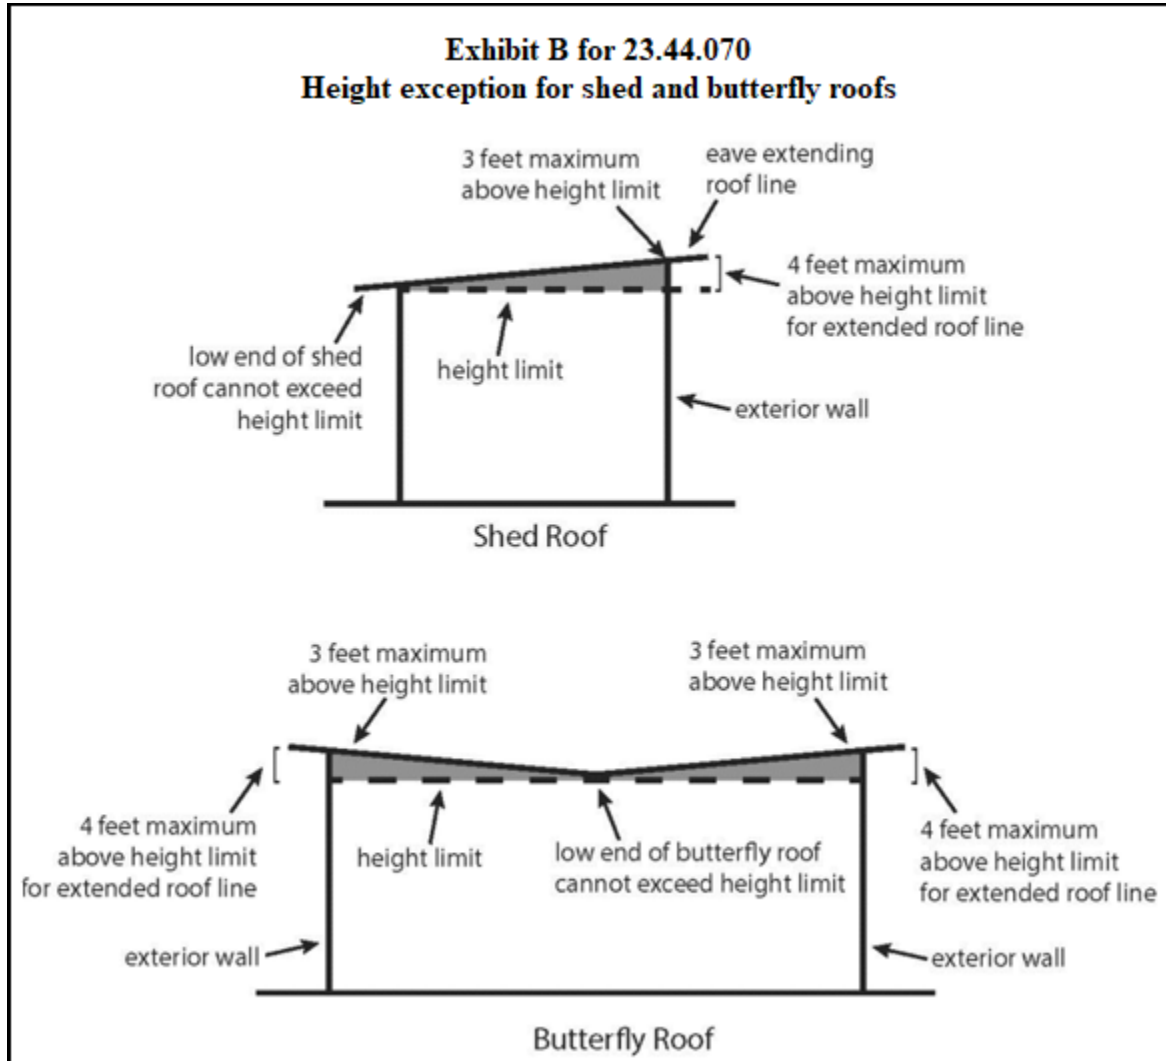 Exhibit B for 23.44.070
Height exception for shed and butterfly roofs
3 feet maximum
above height limit
eave extending
roof line
4 feet maximum
above height limit
for extended roof line
low end of shed
roof cannot exceed
height limit
height limit
exterior wall
Shed Roof
3 feet maximum
above height limit
3 feet maximum
above height limit
4 feet maximum
above height limit
for extended roof line
height limit
low end of butterfly roof
cannot exceed height limit
4 feet maximum
above height limit
for extended roof line
exterior wall
exterior wall
Butterfly Roof